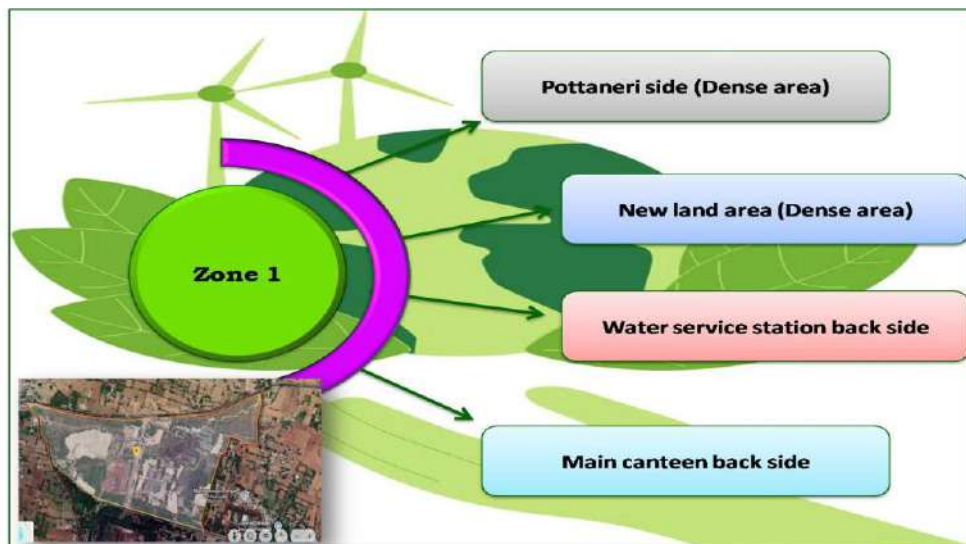 Pottaneri side (Dense area)
New land area (Dense area)
Zone 1
Water service station back side
Main canteen back side